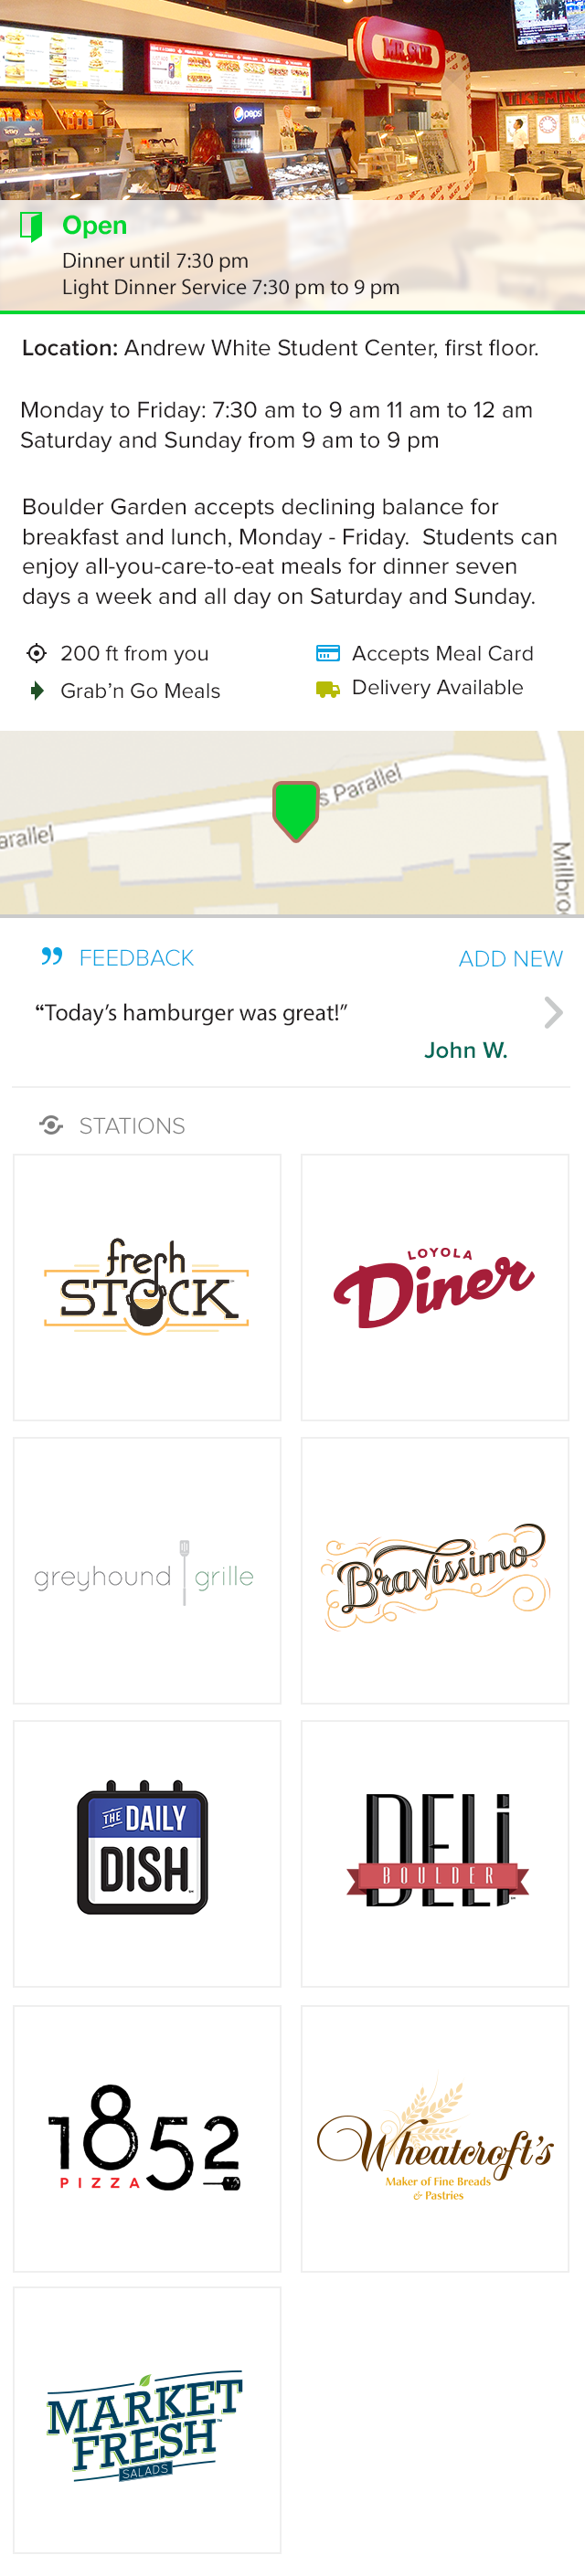 MR.SUB
pepsi
Open
Dinner until 7:30 pm
Light Dinner Service 7:30 pm to 9 pm
Location: Andrew White Student Center, first floor.
Monday to Friday: 7:30 am to 9 am 11 am to 12 am
Saturday and Sunday from 9 am to 9 pm
Boulder Garden accepts declining balance for
breakfast and lunch, Monday - Friday.  Students can
enjoy all-you-care-to-eat meals for dinner seven
days a week and all day on Saturday and Sunday.
200 ft from you
Accepts Meal Card
Grab’n Go Meals
Delivery Available
s Parallel
arallel
Millbro
FEEDBACK
ADD NEW
“Today’s hamburger was great!”
John W.
STATIONS
fresh
STOCK
LOYOLA
Diner
greyhound grille
Bravissimo
THE DAILY
DISH
DELi
BOULDER
1852
PIZZA
Wheatcroft's
Maker of Fine Breads
& Pastries
MARKET
FRESH
SALADS